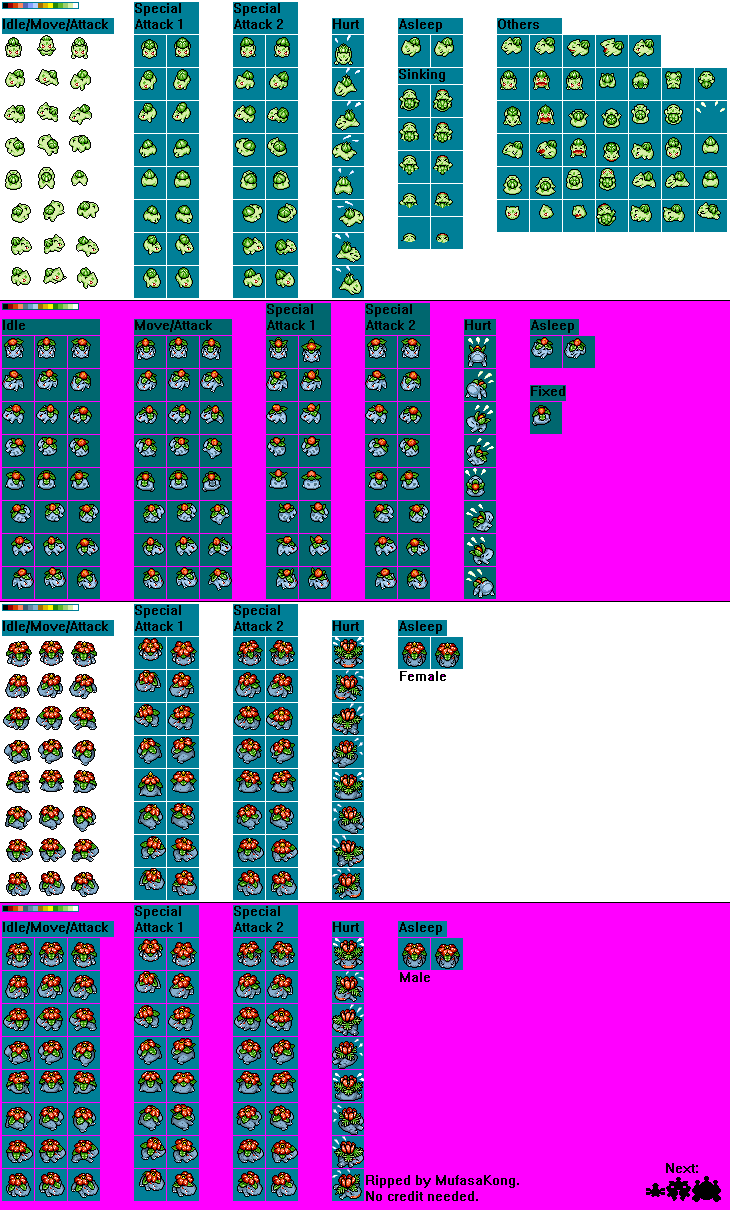 Special
Attack 1
Special
Attack 2
Idle/Move/Attack
Hurt
Asleep
Others
Sinking
Idle
Move/Attack
Special
Attack 1
Special
Attack 2
Hurt
Asleep
Fixed
Idle/Move/Attack
Special
Attack 1
Special
Attack 2
Hurt
Asleep
Female
Idle/Move/Attack
Special
Attack 1
Special
Attack 2
Hurt
Asleep
Male
Next:
Ripped by MufasaKong.
No credit needed.